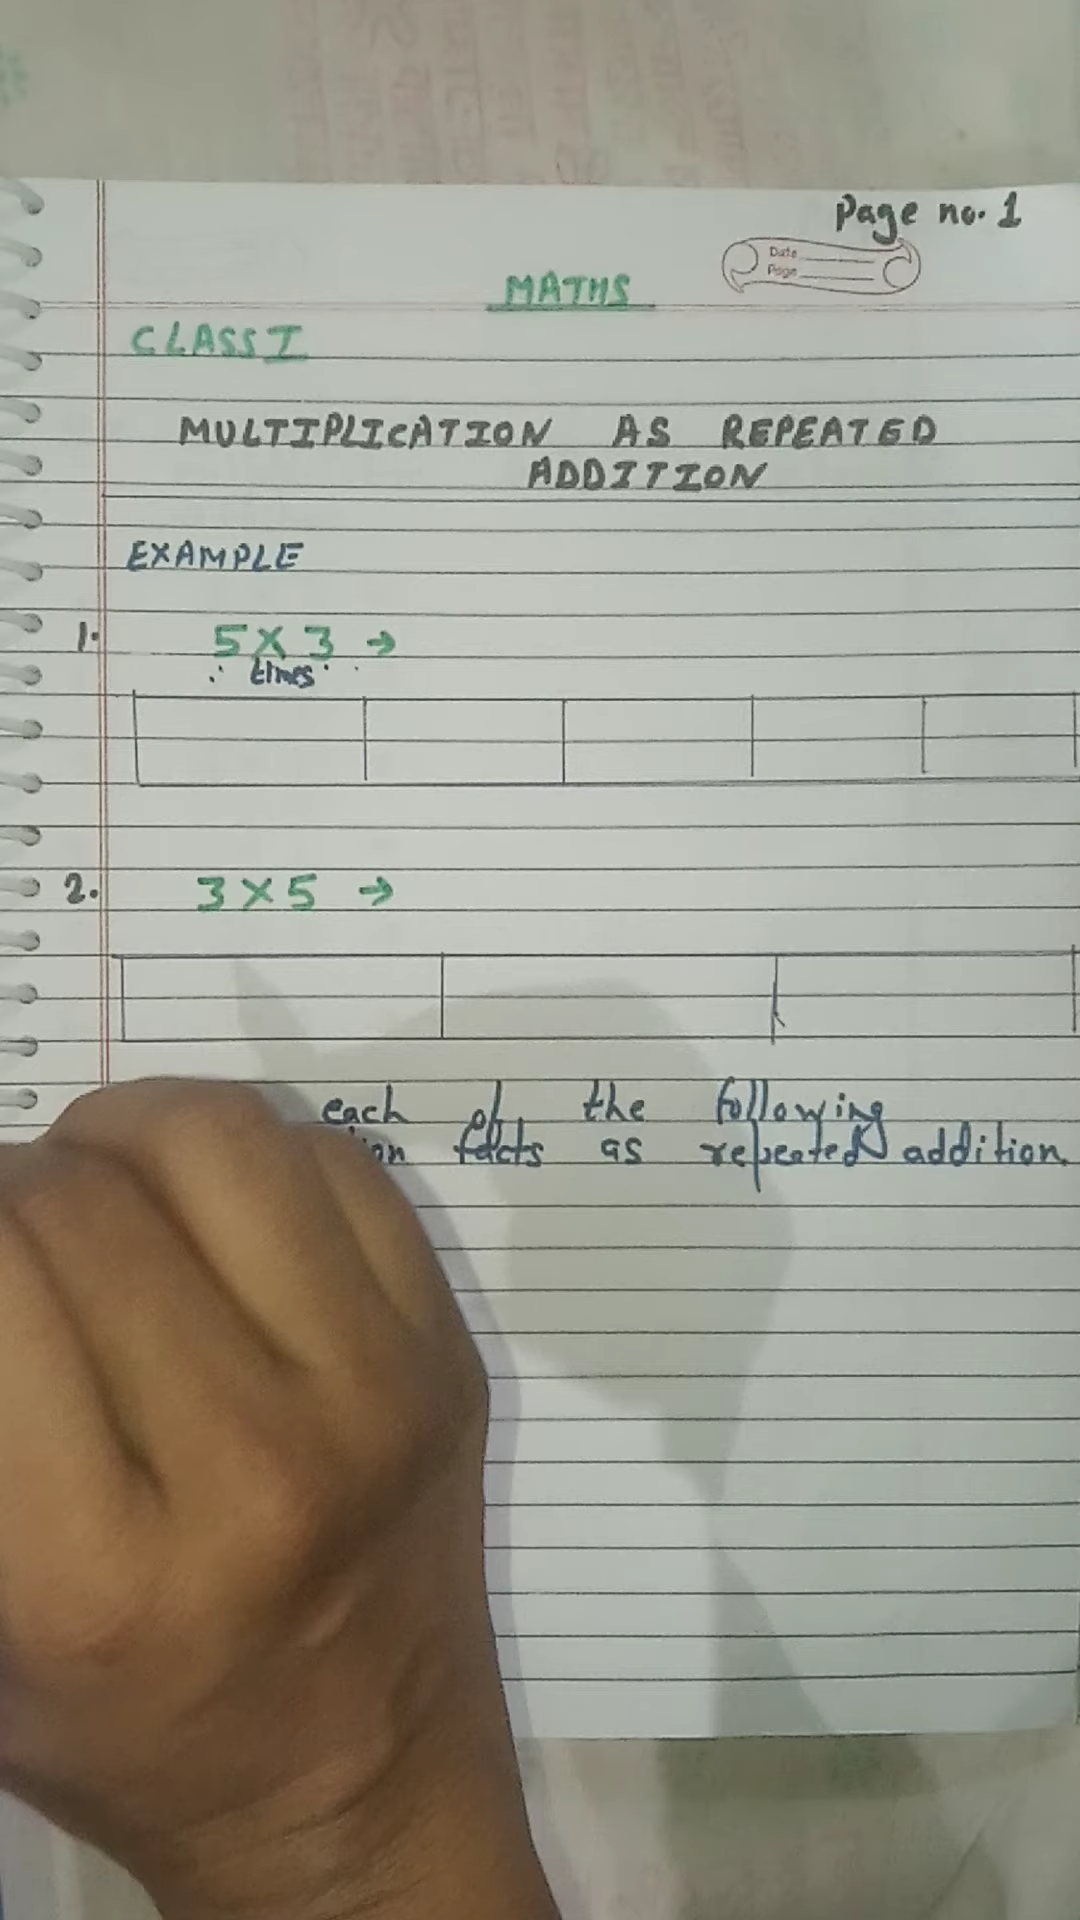 Page no. 1
Date
Page
MATHS
CLASS I
MULTIPLICATION AS REPEATED
ADDITION
EXAMPLE
1. 5 X 3 →
times
2. 3 X 5 →
each of the following
facts as repeated addition.